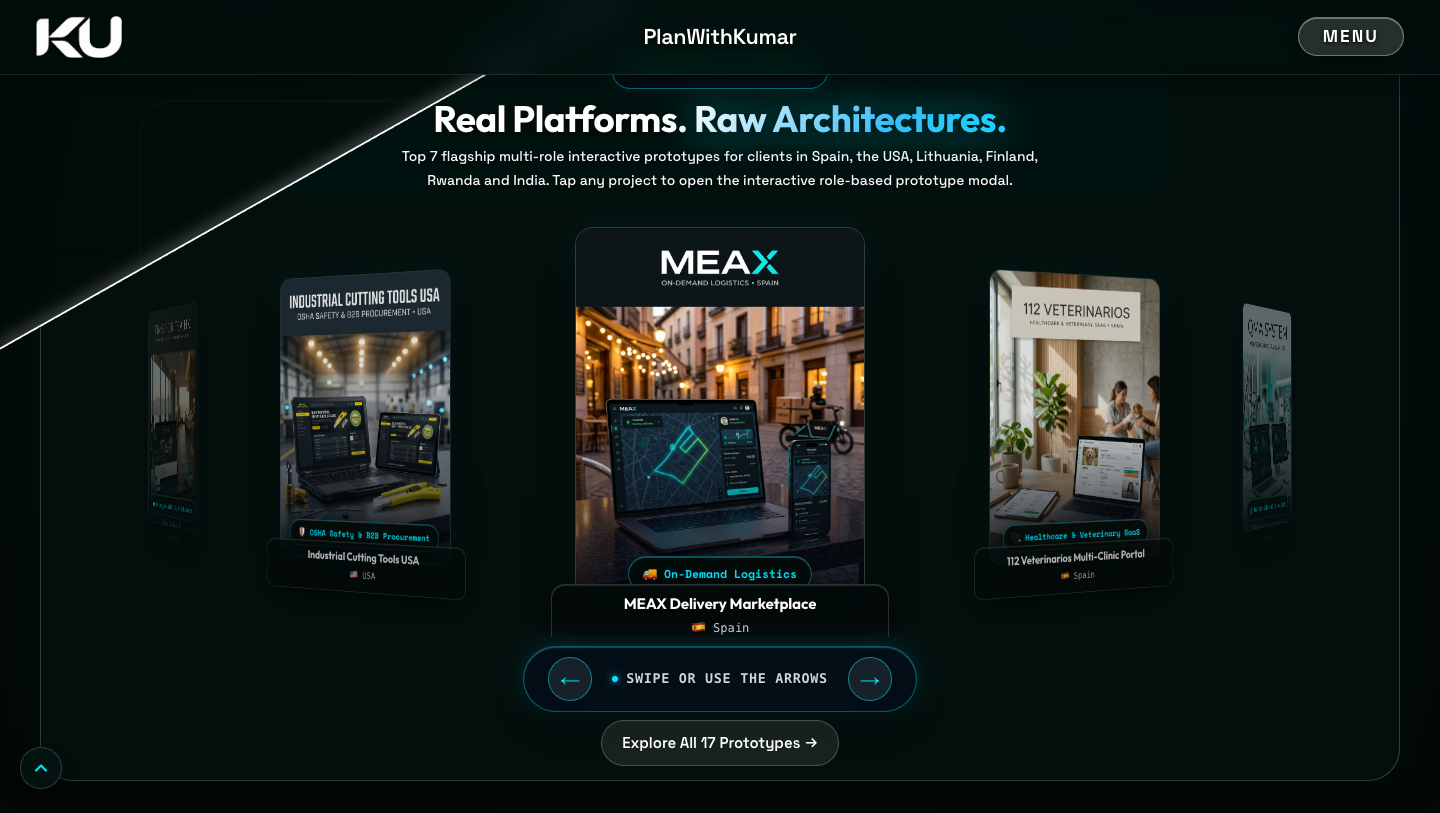 KU
PlanWithKumar
MENU
Real Platforms. Raw Architectures.
Top 7 flagship multi-role interactive prototypes for clients in Spain, the USA, Lithuania, Finland,
Rwanda and India. Tap any project to open the interactive role-based prototype modal.
INDUSTRIAL CUTTING TOOLS USA
OSHA SAFETY & B2B PROCUREMENT • USA
OSHA Safety & B2B Procurement
Industrial Cutting Tools USA
USA
MEAX
ON-DEMAND LOGISTICS • SPAIN
MEAX
MEAX
On-Demand Logistics
MEAX Delivery Marketplace
Spain
112 VETERINARIOS
HEALTHCARE & VETERINARY SAAS • SPAIN
Healthcare & Veterinary SaaS
112 Veterinarios Multi-Clinic Portal
Spain
← SWIPE OR USE THE ARROWS →
Explore All 17 Prototypes →